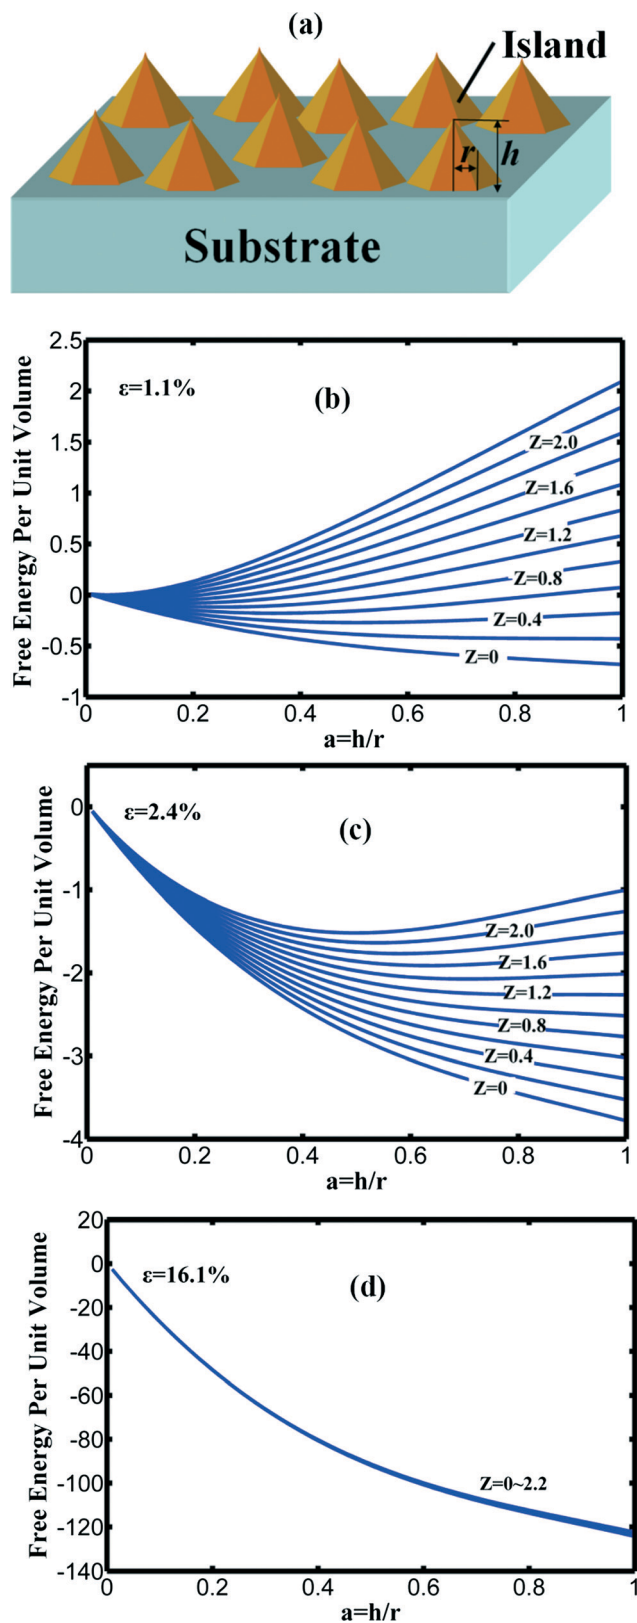 (a)
Island
r
h
Substrate
2.5
ε=1.1%
(b)
2
Z=2.0
1.5
Z=1.6
1
Z=1.2
0.5
Z=0.8
0
Z=0.4
-0.5
Z=0
-1
0 0.2 0.4 0.6 0.8 1
Free Energy Per Unit Volume
a=h/r
0
ε=2.4%
(c)
-1
Z=2.0
Z=1.6
-2
Z=1.2
Z=0.8
-3
Z=0.4
Z=0
-4
0 0.2 0.4 0.6 0.8 1
Free Energy Per Unit Volume
a=h/r
20
0
ε=16.1%
(d)
-20
-40
-60
-80
-100
Z=0~2.2
-120
-140
0 0.2 0.4 0.6 0.8 1
Free Energy Per Unit Volume
a=h/r